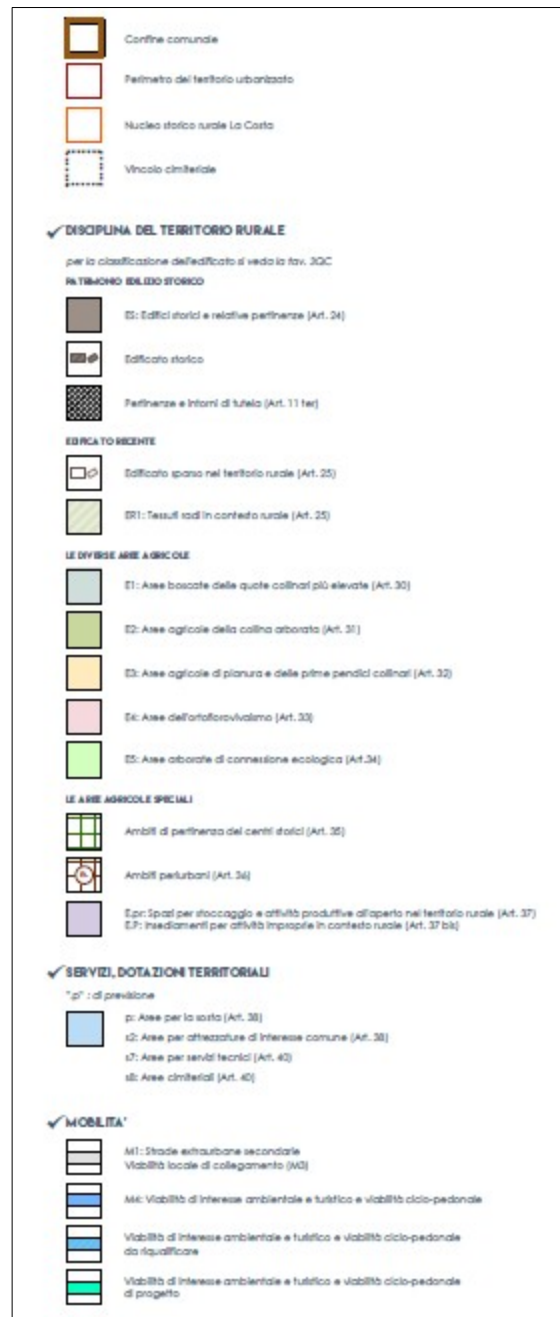 Confine comunale
Perimetro del territorio urbanizzato
Nucleo storico rurale La Costa
Vincolo cimiteriale
DISCIPLINA DEL TERRITORIO RURALE
per la classificazione dell'edificato si veda la tav. 2QC
PATRIMONIO EDILIZIO STORICO
ES: Edifici storici e relative pertinenze (Art. 24)
Edificato storico
Pertinenze e intorni di tutela (Art. 11 ter)
EDIFICATO RECENTE
Edificato sparso nel territorio rurale (Art. 25)
ER1: Tessuti radi in contesto rurale (Art. 25)
LE DIVERSE AREE AGRICOLE
E1: Aree boscate delle quote collinari più elevate (Art. 30)
E2: Aree agricole della collina arborata (Art. 31)
E3: Aree agricole di pianura e delle prime pendici collinari (Art. 32)
E4: Aree dell'ortoflorovivaismo (Art. 33)
E5: Aree arborate di connessione ecologica (Art.34)
LE AREE AGRICOLE SPECIALI
Ambiti di pertinenza dei centri storici (Art. 35)
Ambiti periurbani (Art. 36)
E.pr: Spazi per stoccaggio e attività produttive all'aperto nel territorio rurale (Art. 37)
E.P: Insediamenti per attività improprie in contesto rurale (Art. 37 bis)
SERVIZI, DOTAZIONI TERRITORIALI
".p" : di previsione
p: Aree per la sosta (Art. 38)
s2: Aree per attrezzature di interesse comune (Art. 38)
s7: Aree per servizi tecnici (Art. 40)
s8: Aree cimiteriali (Art. 40)
MOBILITA'
M1: Strade extraurbane secondarie
Viabilità locale di collegamento (M3)
M4: Viabilità di interesse ambientale e turistico e viabilità ciclo-pedonale
Viabilità di interesse ambientale e turistico e viabilità ciclo-pedonale
da riqualificare
Viabilità di interesse ambientale e turistico e viabilità ciclo-pedonale
di progetto